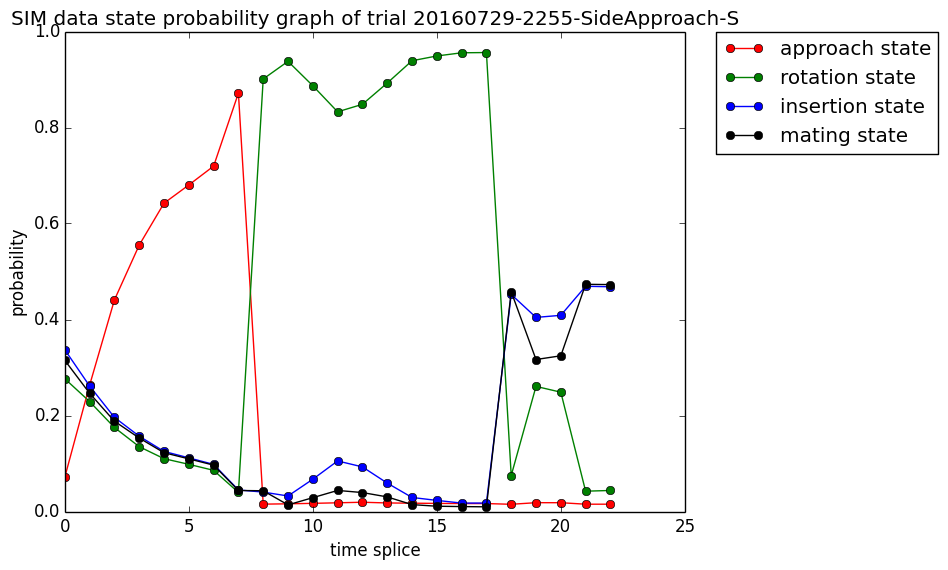 SIM data state probability graph of trial 20160729-2255-SideApproach-S
1.0
0.8
0.6
0.4
0.2
0.0
probability
0 5 10 15 20 25
time splice
approach state
rotation state
insertion state
mating state